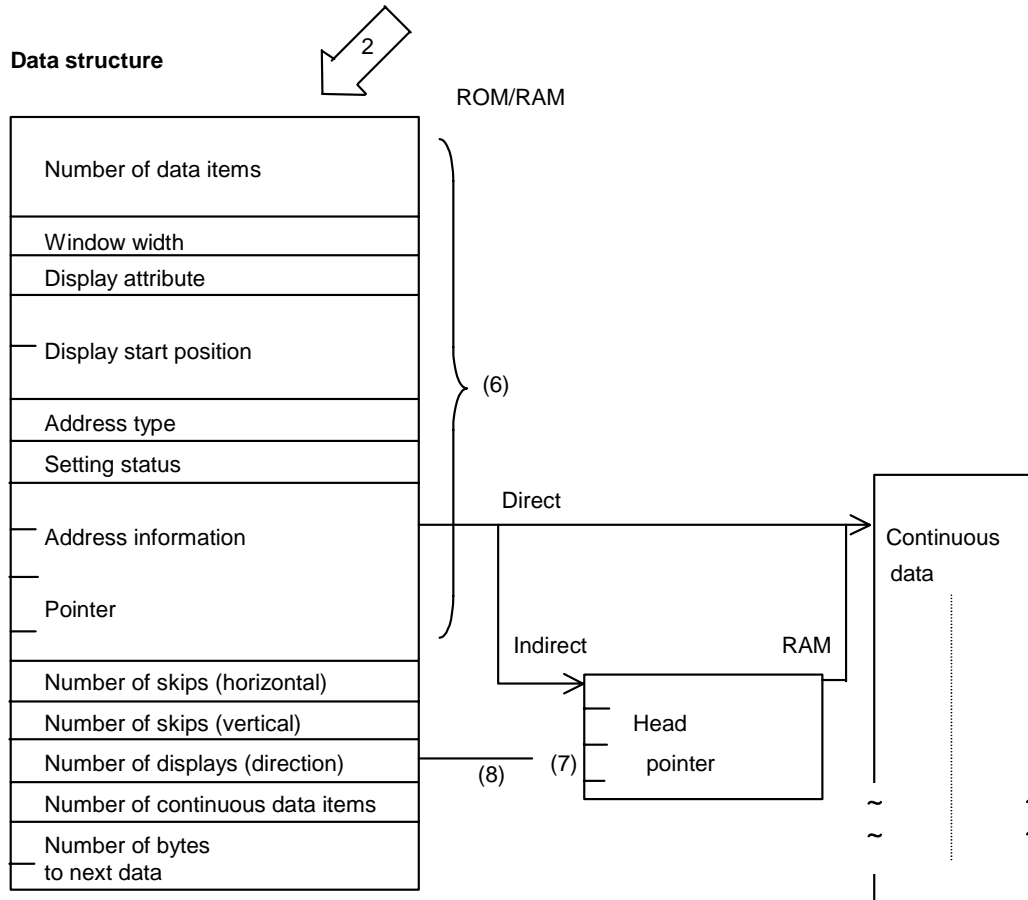 2
Data structure
ROM/RAM
Number of data items
Window width
Display attribute
Display start position
(6)
Address type
Setting status
Direct
Address information
Continuous
data
Pointer
Indirect
RAM
Number of skips (horizontal)
Number of skips (vertical)
Head
pointer
Number of displays (direction)
(8)
(7)
Number of continuous data items
~
~
Number of bytes
to next data